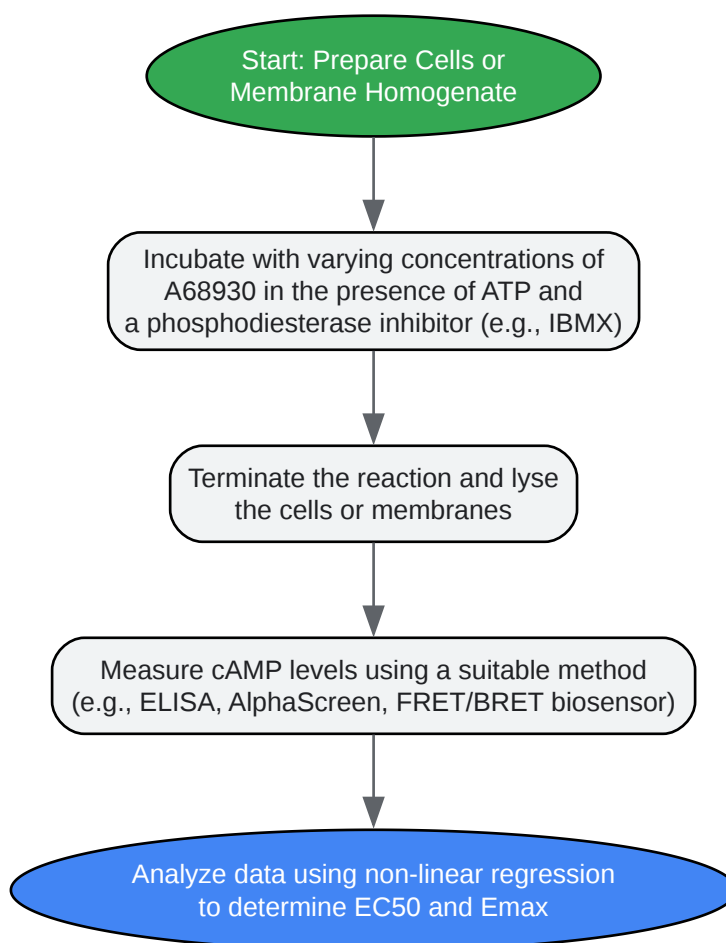 Start: Prepare Cells or
Membrane Homogenate
Incubate with varying concentrations of
A68930 in the presence of ATP and
a phosphodiesterase inhibitor (e.g., IBMX)
Terminate the reaction and lyse
the cells or membranes
Measure cAMP levels using a suitable method
(e.g., ELISA, AlphaScreen, FRET/BRET biosensor)
Analyze data using non-linear regression
to determine EC50 and Emax